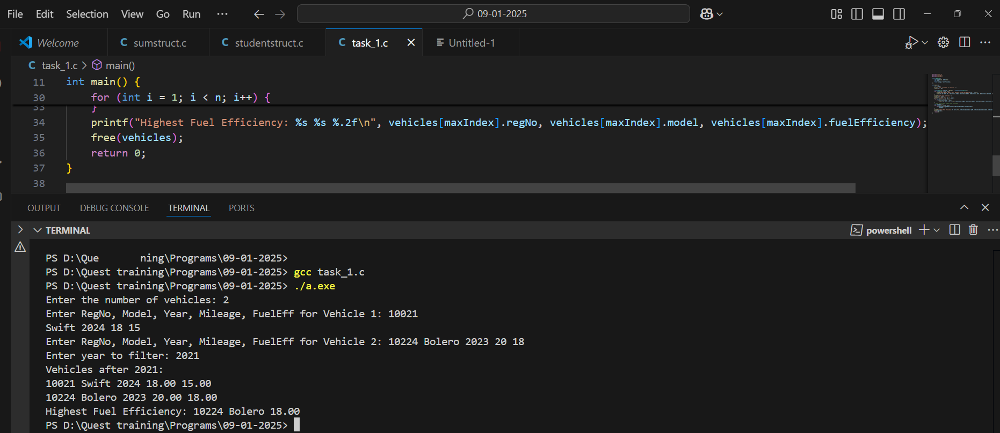 File Edit Selection View Go Run ··· 09-01-2025
Welcome sumstruct.c studentstruct.c task_1.c Untitled-1
C task_1.c > main()
11 int main() {
30 for (int i = 1; i < n; i++) {
33 }
34 printf("Highest Fuel Efficiency: %s %s %.2f\n", vehicles[maxIndex].regNo, vehicles[maxIndex].model, vehicles[maxIndex].fuelEfficiency);
35 free(vehicles);
36 return 0;
37 }
38
OUTPUT DEBUG CONSOLE TERMINAL PORTS
TERMINAL powershell
PS D:\Que ning\Programs\09-01-2025>
PS D:\Quest training\Programs\09-01-2025> gcc task_1.c
PS D:\Quest training\Programs\09-01-2025> ./a.exe
Enter the number of vehicles: 2
Enter RegNo, Model, Year, Mileage, FuelEff for Vehicle 1: 10021
Swift 2024 18 15
Enter RegNo, Model, Year, Mileage, FuelEff for Vehicle 2: 10224 Bolero 2023 20 18
Enter year to filter: 2021
Vehicles after 2021:
10021 Swift 2024 18.00 15.00
10224 Bolero 2023 20.00 18.00
Highest Fuel Efficiency: 10224 Bolero 18.00
PS D:\Quest training\Programs\09-01-2025>